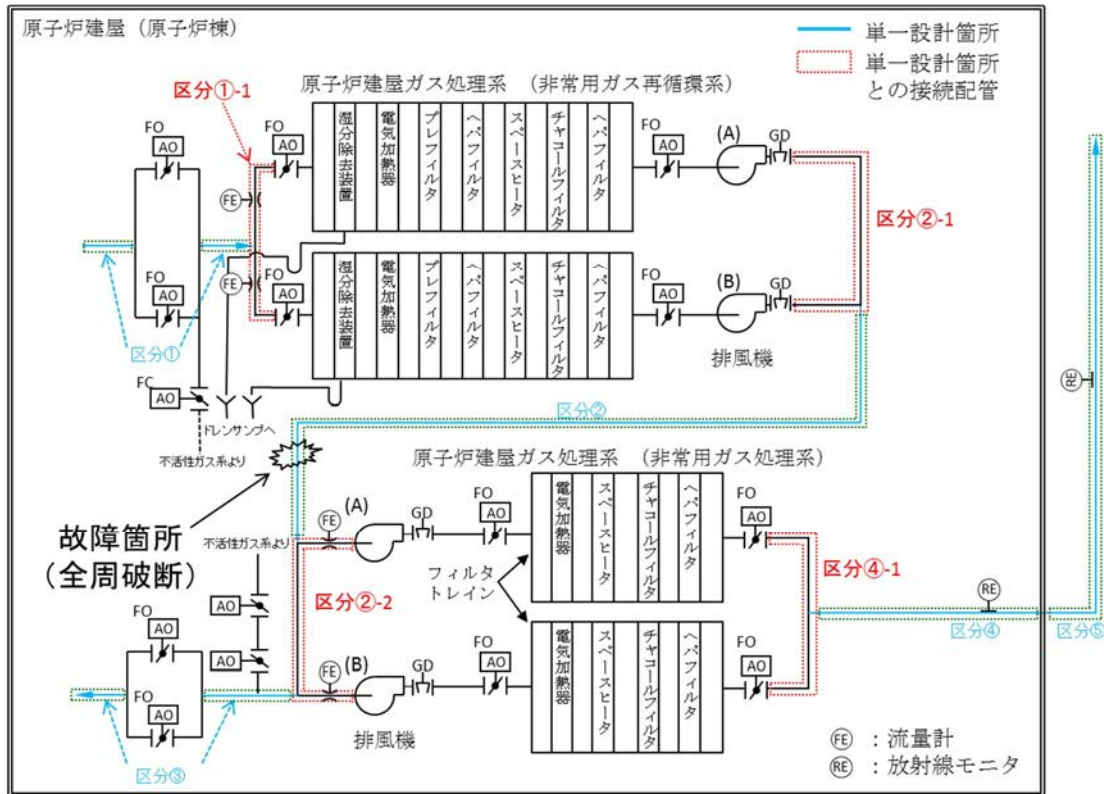 原子炉建屋（原子炉棟）
単一設計箇所
単一設計箇所
との接続配管
原子炉建屋ガス処理系　（非常用ガス再循環系）
区分①-1
FO
AO
FO
AO
湿分除去装置
電気加熱器
プレフィルタ
ヘパフィルタ
スペースヒータ
チャコールフィルタ
ヘパフィルタ
FO
AO
(A)
GD
FE
区分②-1
FO
AO
FE
FO
AO
湿分除去装置
電気加熱器
プレフィルタ
ヘパフィルタ
スペースヒータ
チャコールフィルタ
ヘパフィルタ
FO
AO
(B)
GD
排風機
区分①
FC
AO
ドレンサンプへ
不活性ガス系より
区分②
RE
原子炉建屋ガス処理系　（非常用ガス処理系）
故障箇所
（全周破断）
不活性ガス系より
FE
(A)
GD
FO
AO
電気加熱器
スペースヒータ
チャコールフィルタ
ヘパフィルタ
FO
AO
フィルタ
トレイン
区分②-2
区分④-1
RE
区分④
区分⑤
AO
AO
FO
AO
FO
AO
FE
(B)
GD
FO
AO
電気加熱器
スペースヒータ
チャコールフィルタ
ヘパフィルタ
FO
AO
排風機
区分③
FE ：流量計
RE ：放射線モニタ